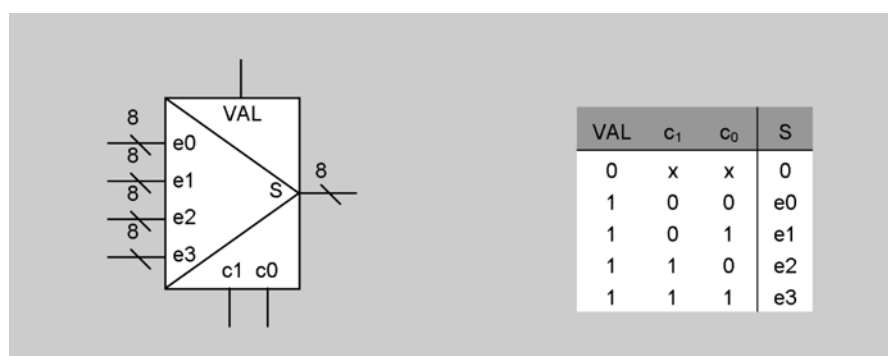 VAL
8
e0
8
e1
8
e2
8
e3
S
8
c1 c0
VAL c₁ c₀ S
0 x x 0
1 0 0 e0
1 0 1 e1
1 1 0 e2
1 1 1 e3